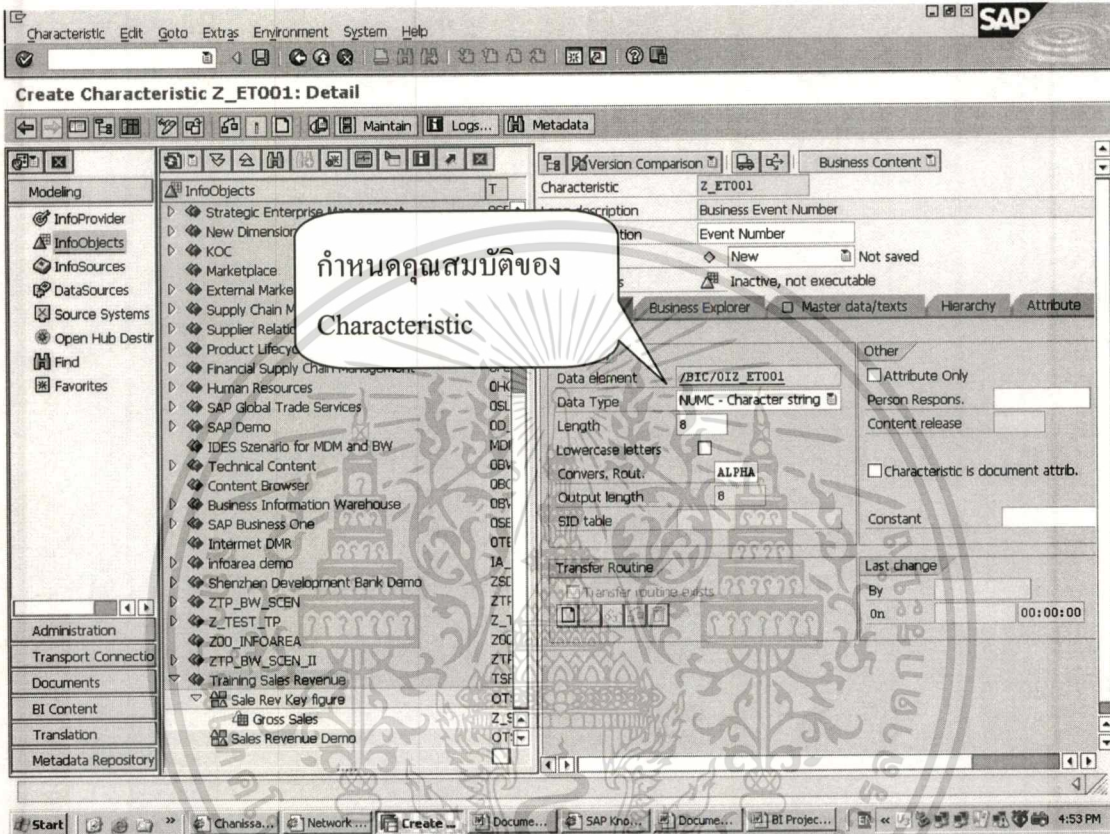 Characteristic Edit Goto Extras Environment System Help
SAP
Create Characteristic Z_ET001: Detail
Maintain Logs... Metadata
Modeling
InfoProvider
InfoObjects
InfoSources
DataSources
Source Systems
Open Hub Destir
Find
Favorites
Administration
Transport Connectio
Documents
BI Content
Translation
Metadata Repository
InfoObjects T
Strategic Enterprise Management
New Dimension
KOC
Marketplace
External Marke
Supply Chain M
Supplier Relatio
Product Lifecyc
Financial Supply Chain Management
Human Resources
SAP Global Trade Services 0SL
SAP Demo 0D_
IDES Szenario for MDM and BW MDI
Technical Content 0BW
Content Browser
Business Information Warehouse
SAP Business One
Internet DMR
infoarea demo IA_
Shenzhen Development Bank Demo
ZTP_BW_SCEN
Z_TEST_TP
Z00_INFOAREA
ZTP_BW_SCEN_II
Training Sales Revenue
Sale Rev Key figure
Gross Sales
Sales Revenue Demo
กำหนดคุณสมบัติของ
Characteristic
Version Comparison Business Content
Characteristic Z_ET001
description Business Event Number
Event Number
New Not saved
Inactive, not executable
Business Explorer Master data/texts Hierarchy Attribute
Data element /BIC/OIZ_ET001
Data Type NUMC - Character string
Length 8
Lowercase letters
Convers. Rout. ALPHA
Output length 8
SID table
Transfer Routine
Transfer routine exists
Other
Attribute Only
Person Respons.
Content release
Characteristic is document attrib.
Constant
Last change
By
On 00:00:00
Start Chanissa... Network ... Create ... Docume... SAP Kno... Docume... BI Projec... 4:53 PM